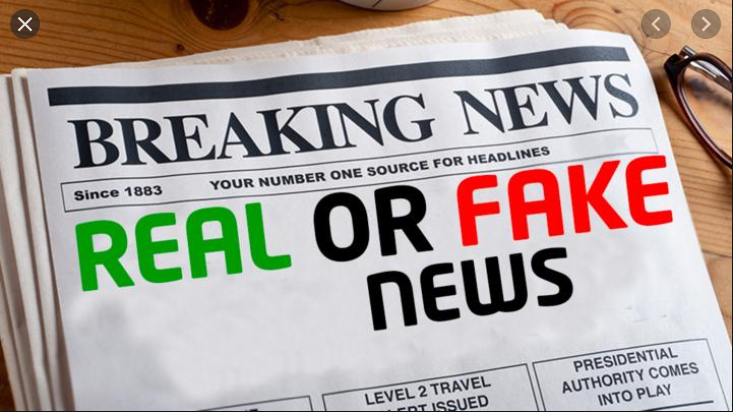 BREAKING NEWS
Since 1883 YOUR NUMBER ONE SOURCE FOR HEADLINES
REAL OR FAKE
NEWS
LEVEL 2 TRAVEL
ISSUED
PRESIDENTIAL
AUTHORITY COMES
INTO PLAY